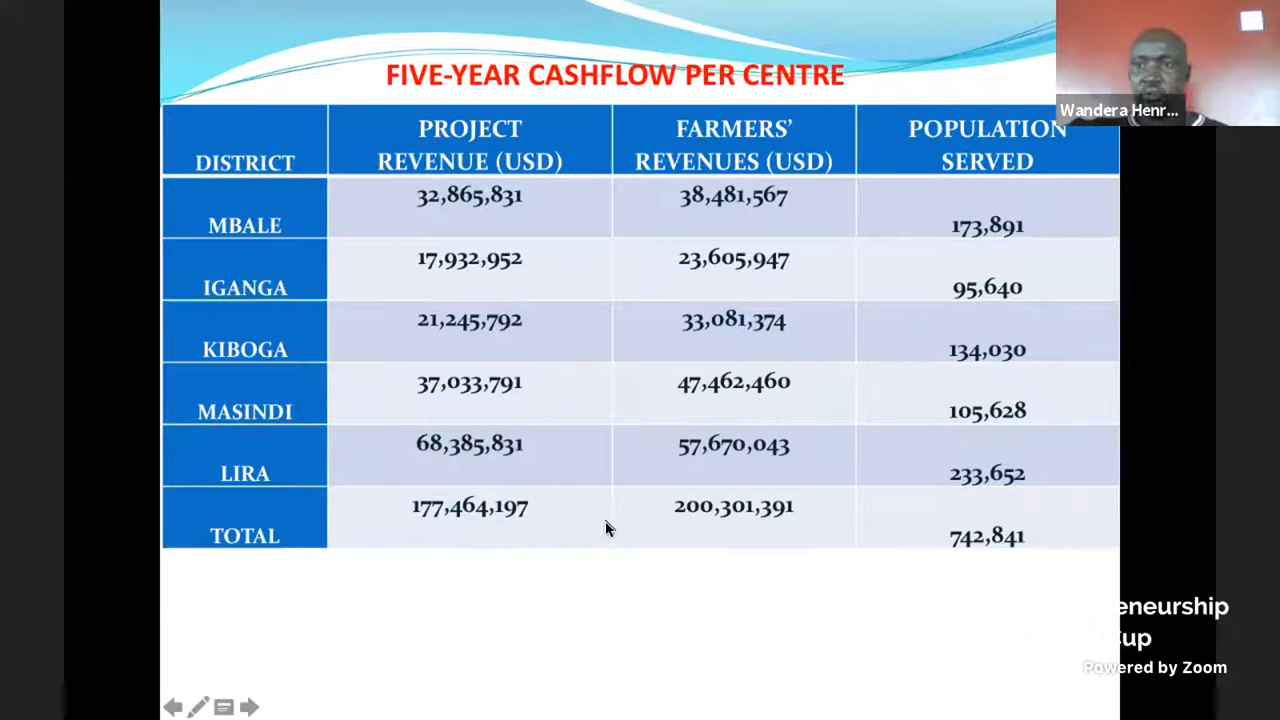 FIVE-YEAR CASHFLOW PER CENTRE
Wandera Henr...
DISTRICT
PROJECT
REVENUE (USD)
FARMERS'
REVENUES (USD)
POPULATION
SERVED
MBALE
32,865,831
38,481,567
173,891
IGANGA
17,932,952
23,605,947
95,640
KIBOGA
21,245,792
33,081,374
134,030
MASINDI
37,033,791
47,462,460
105,628
LIRA
68,385,831
57,670,043
233,652
TOTAL
177,464,197
200,301,391
742,841
eneurship
up
Powered by Zoom